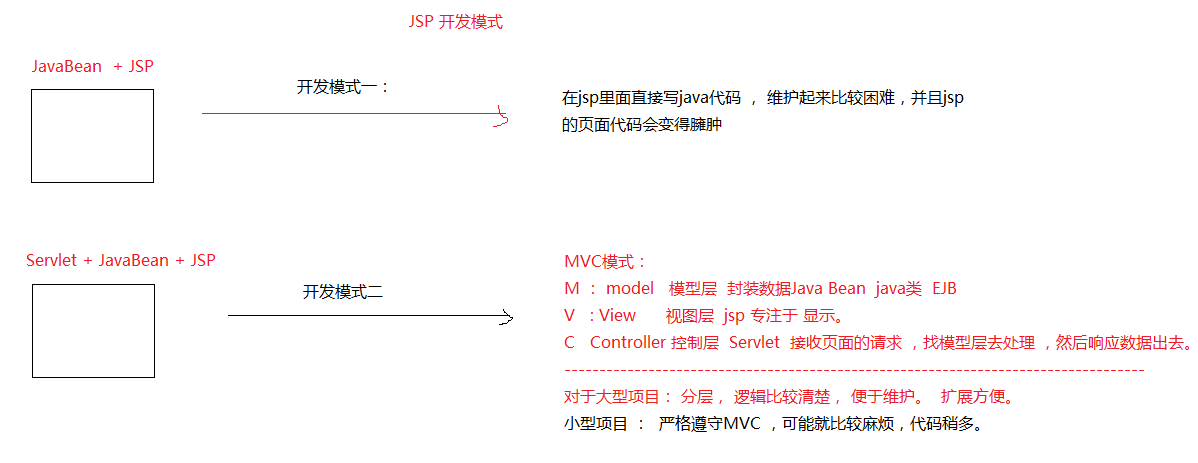 JSP 开发模式
JavaBean + JSP
开发模式一：
在jsp里面直接写java代码 ， 维护起来比较困难，并且jsp
的页面代码会变得臃肿
Servlet + JavaBean + JSP
开发模式二
MVC模式：
M ： model 模型层 封装数据Java Bean java类 EJB
V ：View 视图层 jsp 专注于 显示。
C Controller 控制层 Servlet 接收页面的请求 ，找模型层去处理 ，然后响应数据出去。
对于大型项目： 分层 ， 逻辑比较清楚 ， 便于维护。 扩展方便。
小型项目 ： 严格遵守MVC ，可能就比较麻烦，代码稍多。